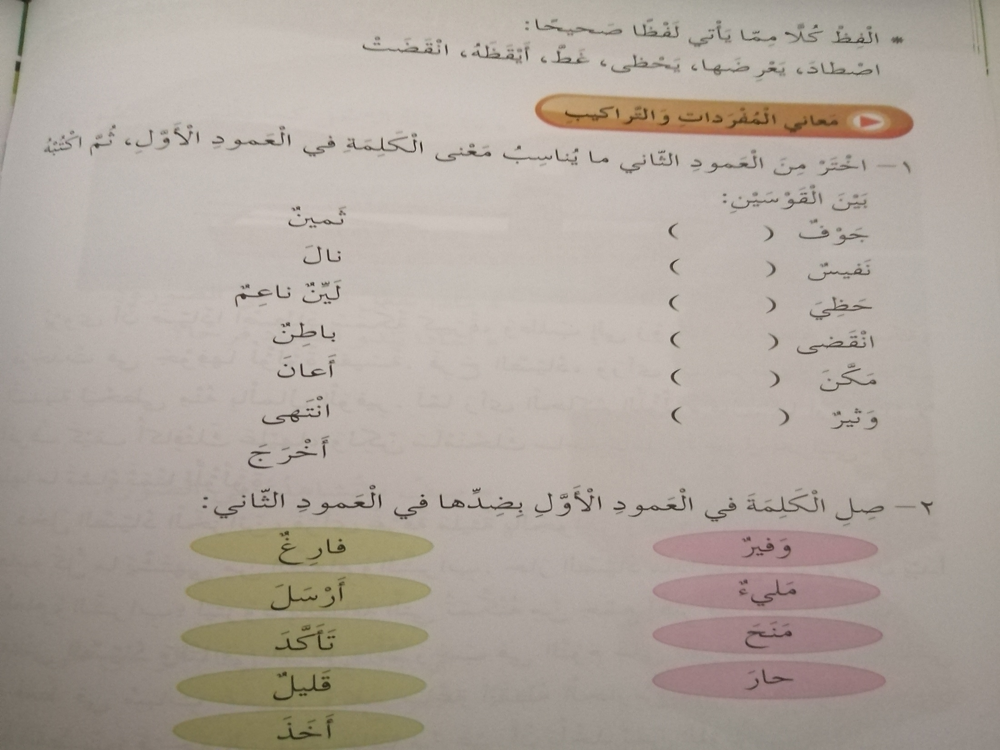 * الْفِظْ كُلًّا مِمّا يَأْتي لَفْظًا صَحيحًا:
اصْطادَ، يَعْرِضَها، يَحْظى، غَطَّ، أَيْقَظَهُ، انْقَضَتْ
مَعاني الْمُفْرَداتِ وَالتَّراكيبِ
١- اخْتَرْ مِنَ الْعَمودِ الثّاني ما يُناسِبُ مَعْنى الْكَلِمَةِ في الْعَمودِ الْأَوَّلِ، ثُمَّ اكْتُبْهُ
بَيْنَ الْقَوْسَيْنِ:
جَوْفٌ ( ) ثَمينٌ
نَفيسٌ ( ) نالَ
حَظِيَ ( ) لَيِّنٌ ناعِمٌ
انْقَضى ( ) باطِنٌ
مَكَّنَ ( ) أَعانَ
وَثيرٌ ( ) انْتَهى
أَخْرَجَ
٢- صِلِ الْكَلِمَةَ في الْعَمودِ الْأَوَّلِ بِضِدِّها في الْعَمودِ الثّاني:
وَفيرٌ فارِغٌ
مَليءٌ أَرْسَلَ
مَنَحَ تَأَكَّدَ
حارَ قَليلٌ
أَخَذَ